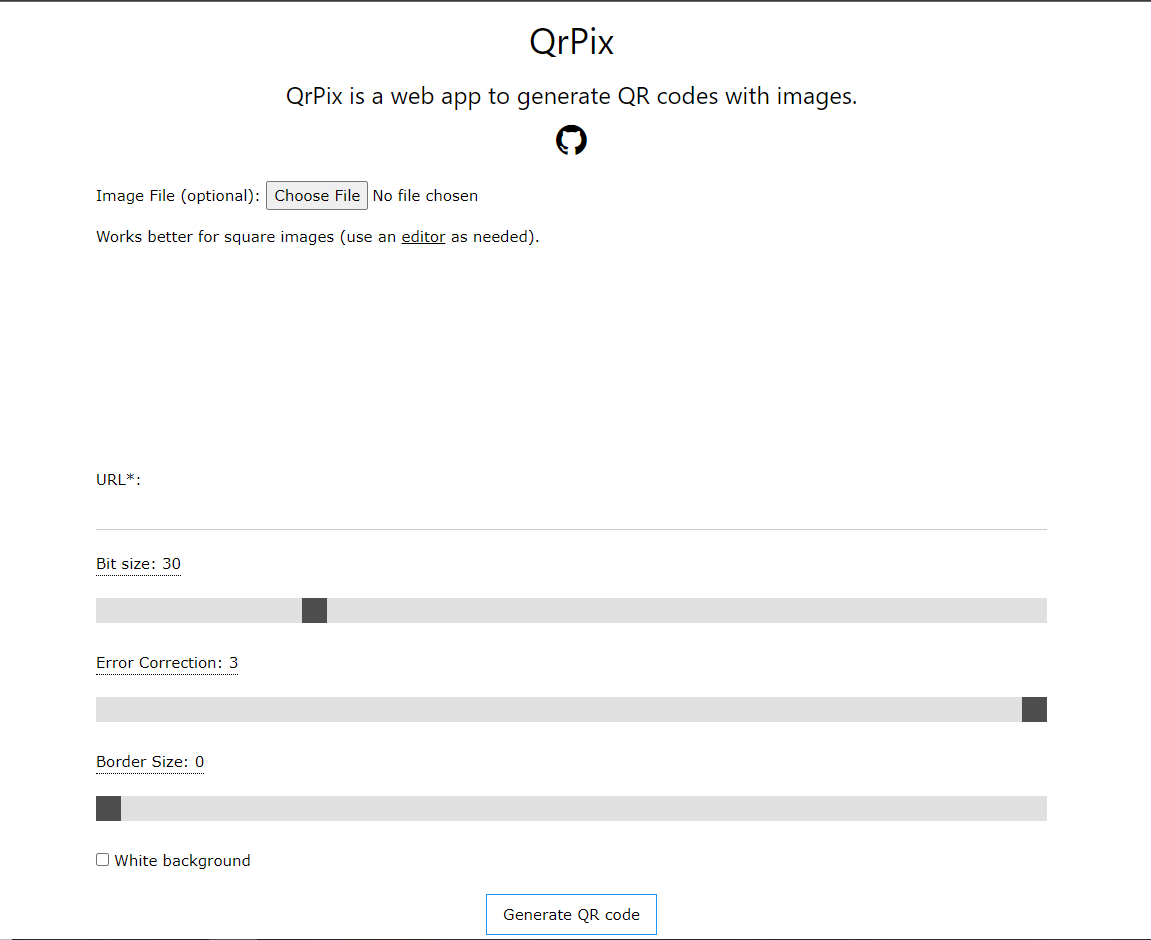 QrPix
QrPix is a web app to generate QR codes with images.
Image File (optional): Choose File No file chosen
Works better for square images (use an editor as needed).
URL*:
Bit size: 30
Error Correction: 3
Border Size: 0
White background
Generate QR code